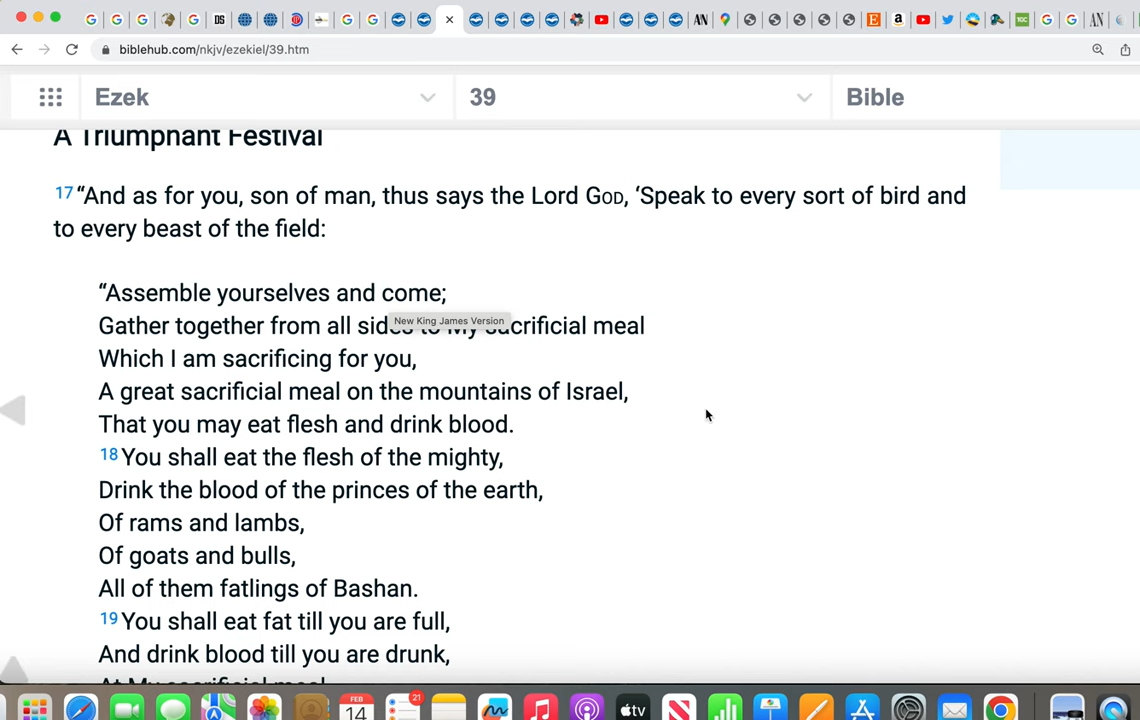 biblehub.com/nkjv/ezekiel/39.htm
Ezek
39
Bible
A Triumphant Festival
17 “And as for you, son of man, thus says the Lord GOD, ‘Speak to every sort of bird and
to every beast of the field:
“Assemble yourselves and come;
New King James Version
Gather together from all sides to My sacrificial meal
Which I am sacrificing for you,
A great sacrificial meal on the mountains of Israel,
That you may eat flesh and drink blood.
18 You shall eat the flesh of the mighty,
Drink the blood of the princes of the earth,
Of rams and lambs,
Of goats and bulls,
All of them fatlings of Bashan.
19 You shall eat fat till you are full,
And drink blood till you are drunk,
At My sacrificial meal
21
FEB
14
tv